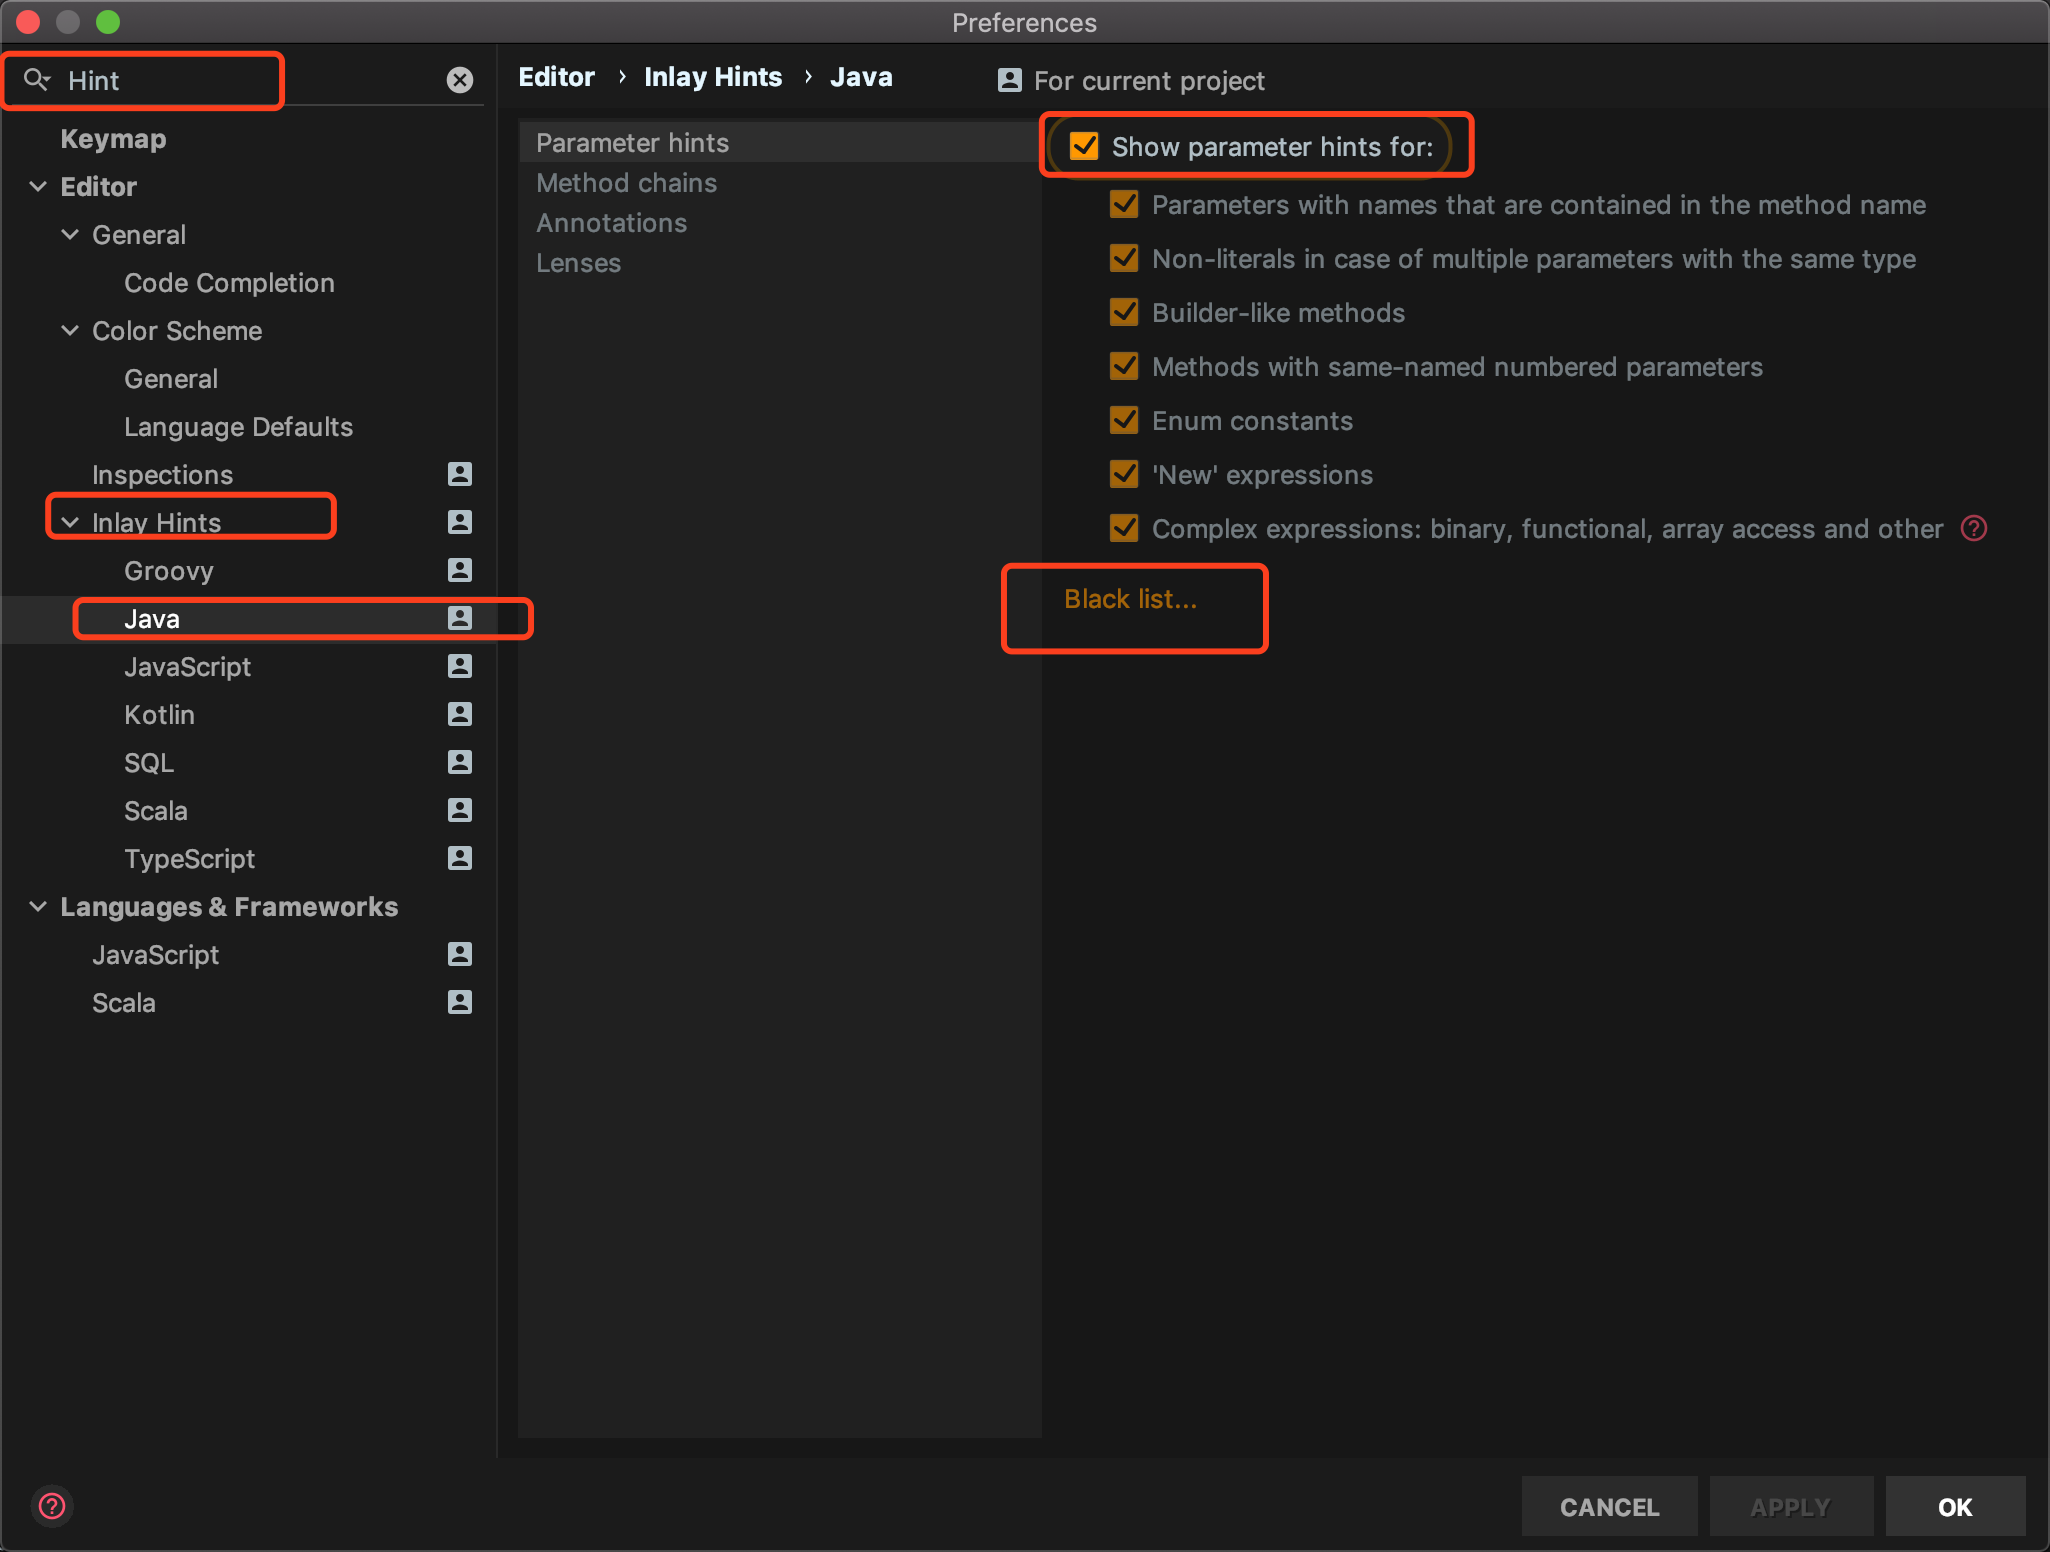 Preferences
Hint
Keymap
Editor
General
Code Completion
Color Scheme
General
Language Defaults
Inspections
Inlay Hints
Groovy
Java
JavaScript
Kotlin
SQL
Scala
TypeScript
Languages & Frameworks
JavaScript
Scala
Editor › Inlay Hints › Java
For current project
Parameter hints
Method chains
Annotations
Lenses
Show parameter hints for:
Parameters with names that are contained in the method name
Non-literals in case of multiple parameters with the same type
Builder-like methods
Methods with same-named numbered parameters
Enum constants
'New' expressions
Complex expressions: binary, functional, array access and other ?
Black list...
?
CANCEL
APPLY
OK